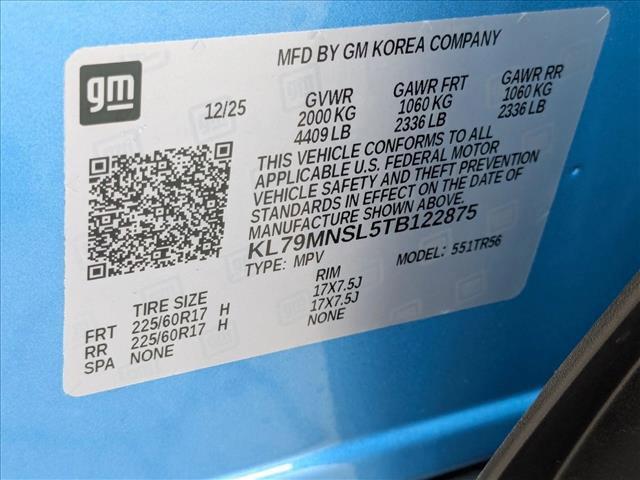 gm
MFD BY GM KOREA COMPANY
12/25
GVWR GAWR FRT GAWR RR
2000 KG 1060 KG 1060 KG
4409 LB 2336 LB 2336 LB
THIS VEHICLE CONFORMS TO ALL
APPLICABLE U.S. FEDERAL MOTOR
VEHICLE SAFETY AND THEFT PREVENTION
STANDARDS IN EFFECT ON THE DATE OF
MANUFACTURE SHOWN ABOVE.
KL79MNSL5TB122875
TYPE: MPV MODEL: 551TR56
TIRE SIZE RIM
FRT 225/60R17 H 17X7.5J
RR 225/60R17 H 17X7.5J
SPA NONE NONE